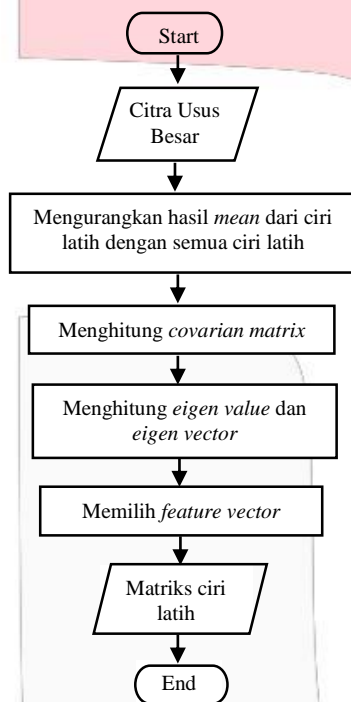 Start
Citra Usus
Besar
Mengurangkan hasil mean dari ciri
latih dengan semua ciri latih
Menghitung covarian matrix
Menghitung eigen value dan
eigen vector
Memilih feature vector
Matriks ciri
latih
End